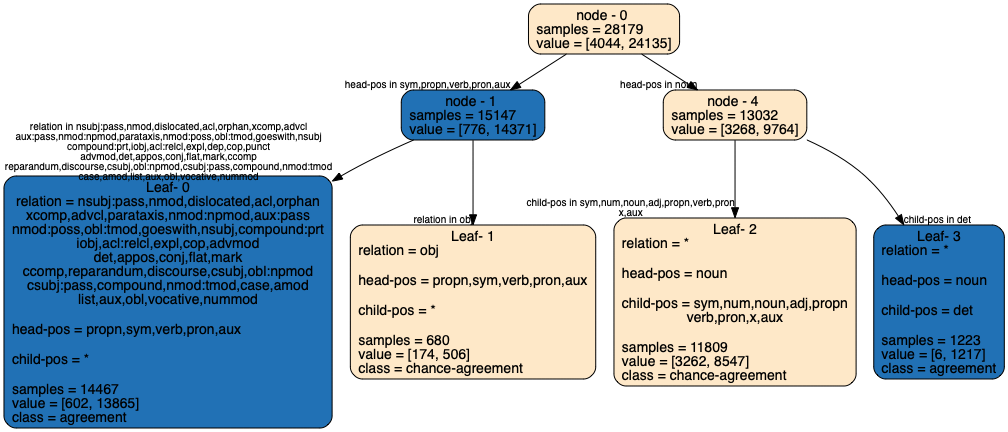 node - 0
samples = 28179
value = [4044, 24135]
head-pos in sym,propn,verb,pron,aux
head-pos in noun
node - 1
samples = 15147
value = [776, 14371]
node - 4
samples = 13032
value = [3268, 9764]
relation in nsubj:pass,nmod,dislocated,acl,orphan,xcomp,advcl
aux:pass,nmod:npmod,parataxis,nmod:poss,obl:tmod,goeswith,nsubj
compound:prt,iobj,acl:relcl,expl,dep,cop,punct
advmod,det,appos,conj,flat,mark,ccomp
reparandum,discourse,csubj,obl:npmod,csubj:pass,compound,nmod:tmod
case,amod,list,aux,obl,vocative,nummod
relation in obj
child-pos in sym,num,noun,adj,propn,verb,pron
x,aux
child-pos in det
Leaf- 0
relation = nsubj:pass,nmod,dislocated,acl,orphan
xcomp,advcl,parataxis,nmod:npmod,aux:pass
nmod:poss,obl:tmod,goeswith,nsubj,compound:prt
iobj,acl:relcl,expl,cop,advmod
det,appos,conj,flat,mark
ccomp,reparandum,discourse,csubj,obl:npmod
csubj:pass,compound,nmod:tmod,case,amod
list,aux,obl,vocative,nummod
head-pos = propn,sym,verb,pron,aux
child-pos = *
samples = 14467
value = [602, 13865]
class = agreement
Leaf- 1
relation = obj
head-pos = propn,sym,verb,pron,aux
child-pos = *
samples = 680
value = [174, 506]
class = chance-agreement
Leaf- 2
relation = *
head-pos = noun
child-pos = sym,num,noun,adj,propn
verb,pron,x,aux
samples = 11809
value = [3262, 8547]
class = chance-agreement
Leaf- 3
relation = *
head-pos = noun
child-pos = det
samples = 1223
value = [6, 1217]
class = agreement